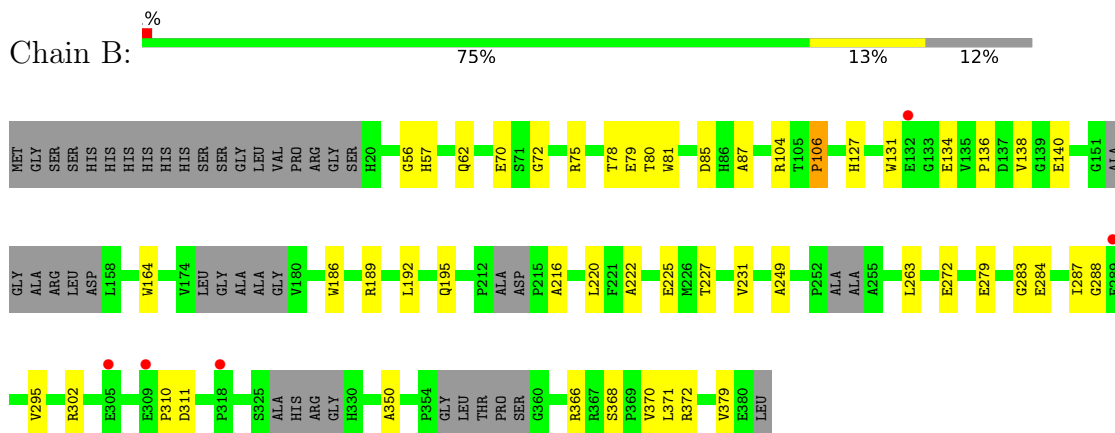 %
Chain B:
75% 13% 12%
MET GLY SER SER HIS HIS HIS HIS HIS HIS SER SER GLY LEU VAL PRO ARG GLY SER H20 G56 H57 Q62 E70 S71 G72 R75 T78 E79 T80 W81 D85 H86 A87 R104 T105 P106 H127 W131 E132 G133 E134 V135 P136 D137 V138 G139 E140 G151 ALA
GLY ALA ARG LEU ASP L158 W164 V174 LEU GLY ALA ALA GLY V180 W186 R189 L192 Q195 P212 ALA ASP P215 A216 L220 F221 A222 E225 M226 T227 V231 A249 P252 ALA ALA A255 L263 E272 E279 G283 E284 I287 G288 E289
V295 R302 E305 E309 P310 D311 P318 S325 ALA HIS ARG GLY H330 A350 P354 GLY LEU THR PRO SER G360 R366 R367 S368 P369 V370 L371 R372 V379 E380 LEU